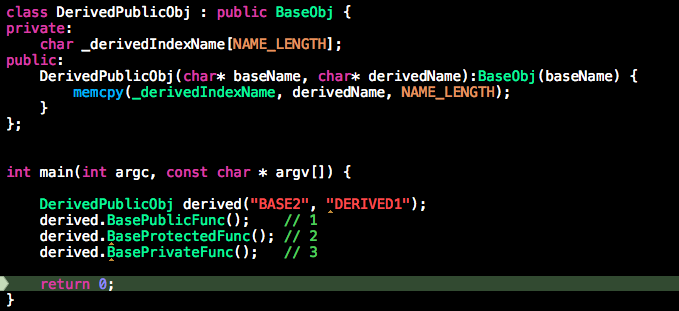 class DerivedPublicObj : public BaseObj {
private:
    char _derivedIndexName[NAME_LENGTH];
public:
    DerivedPublicObj(char* baseName, char* derivedName):BaseObj(baseName) {
        memcpy(_derivedIndexName, derivedName, NAME_LENGTH);
    }
};
int main(int argc, const char * argv[]) {
    DerivedPublicObj derived("BASE2", "DERIVED1");
    derived.BasePublicFunc();    // 1
    derived.BaseProtectedFunc(); // 2
    derived.BasePrivateFunc();   // 3
    return 0;
}